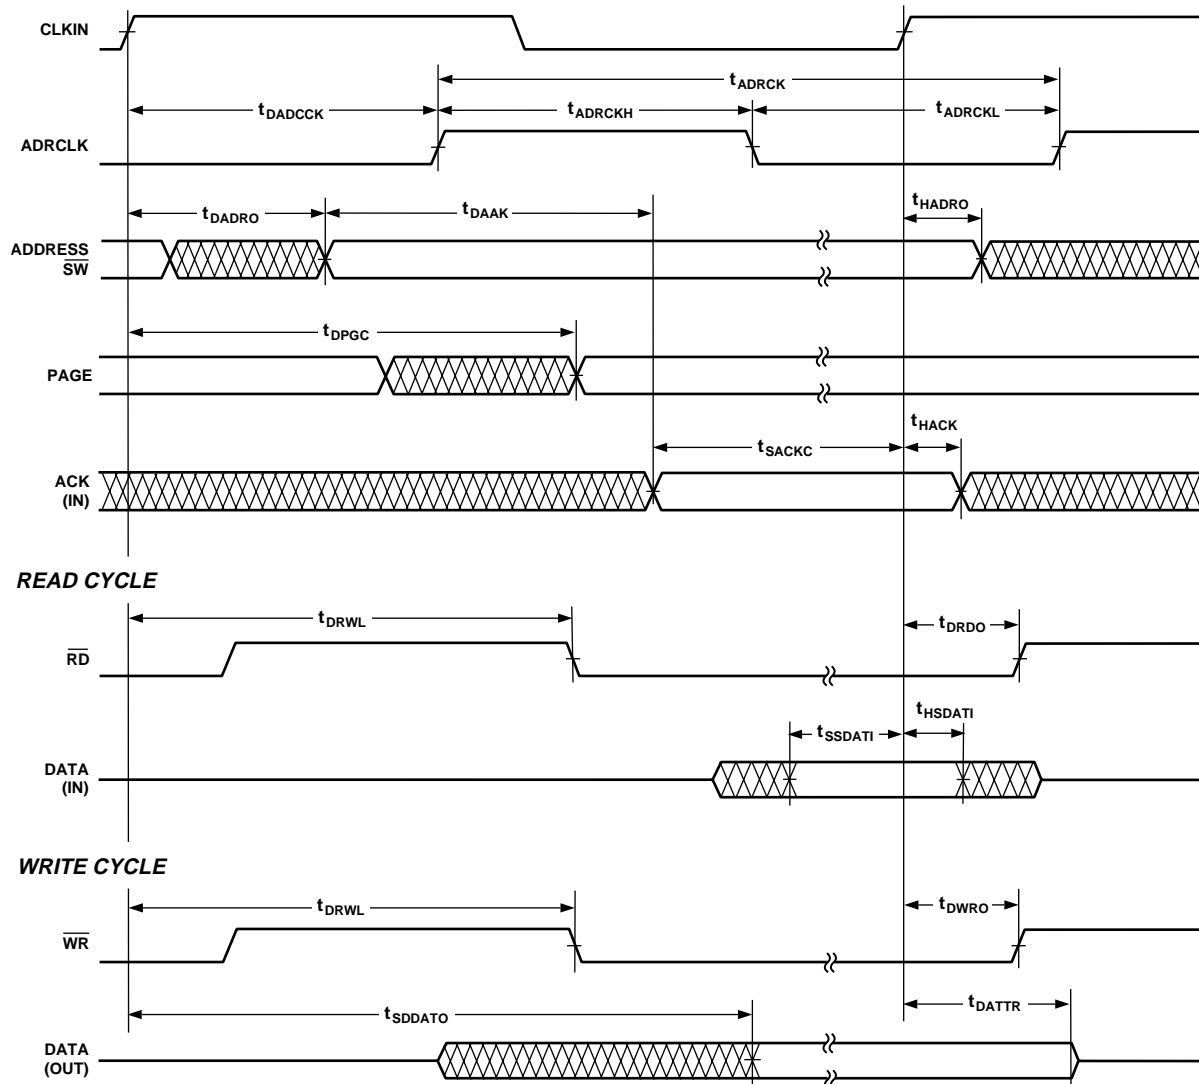 CLKIN
tADRCK
tDADCCK
tADRCKH
tADRCKL
ADRCLK
tDADRO
tDAAK
tHADRO
ADDRESS
SW
tDPGC
PAGE
tSACKC
tHACK
ACK
(IN)
READ CYCLE
tDRWL
tDRDO
RD
tSSDATI
tHSDATI
DATA
(IN)
WRITE CYCLE
tDRWL
tDWRO
WR
tSDDATO
tDATTR
DATA
(OUT)